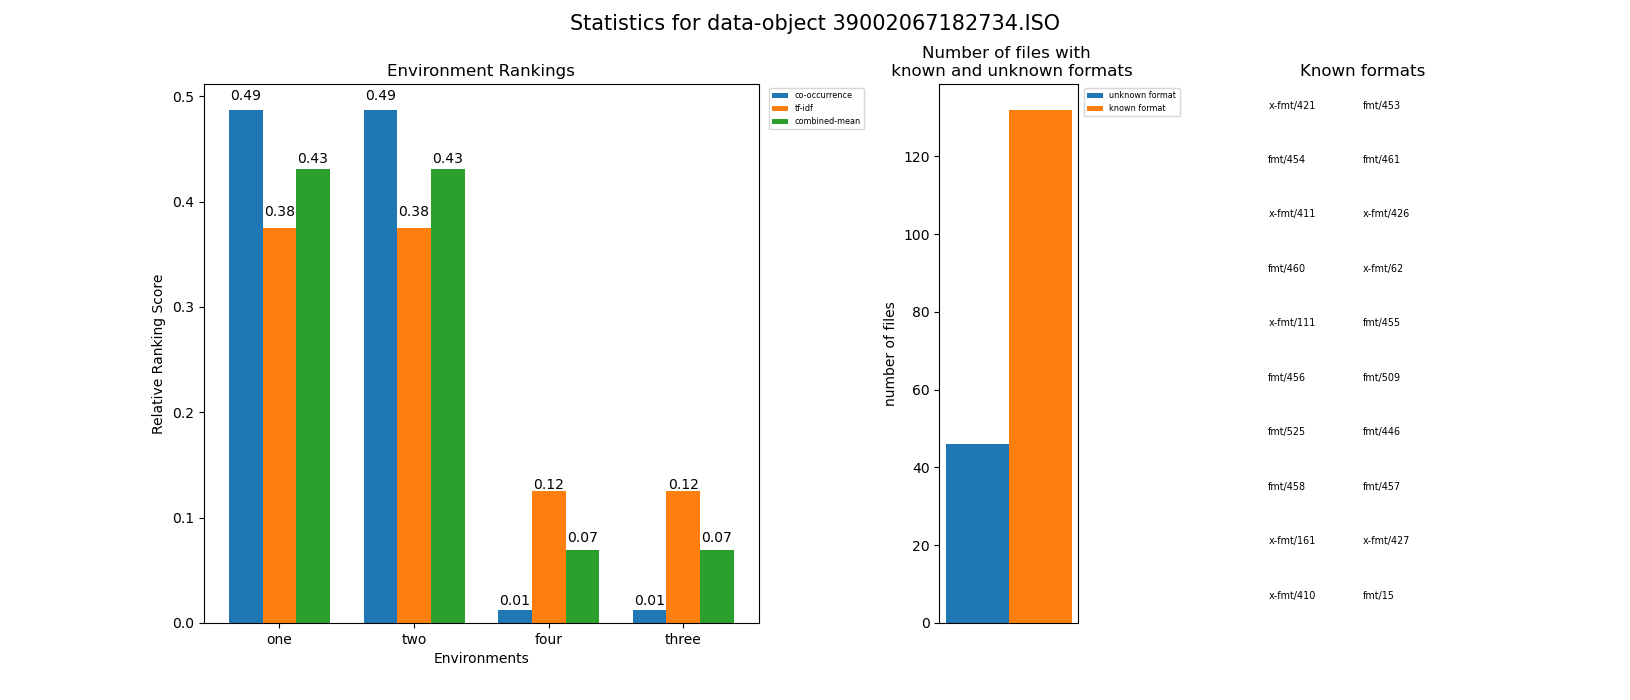 Statistics for data-object 39002067182734.ISO
Environment Rankings
Relative Ranking Score
0.5
0.4
0.3
0.2
0.1
0.0
0.49
0.38
0.43
0.49
0.38
0.43
0.01
0.12
0.07
0.01
0.12
0.07
one
two
four
three
Environments
co-occurrence
tf-idf
combined-mean
Number of files with
known and unknown formats
number of files
120
100
80
60
40
20
0
unknown format
known format
Known formats
x-fmt/421 fmt/453
fmt/454 fmt/461
x-fmt/411 x-fmt/426
fmt/460 x-fmt/62
x-fmt/111 fmt/455
fmt/456 fmt/509
fmt/525 fmt/446
fmt/458 fmt/457
x-fmt/161 x-fmt/427
x-fmt/410 fmt/15